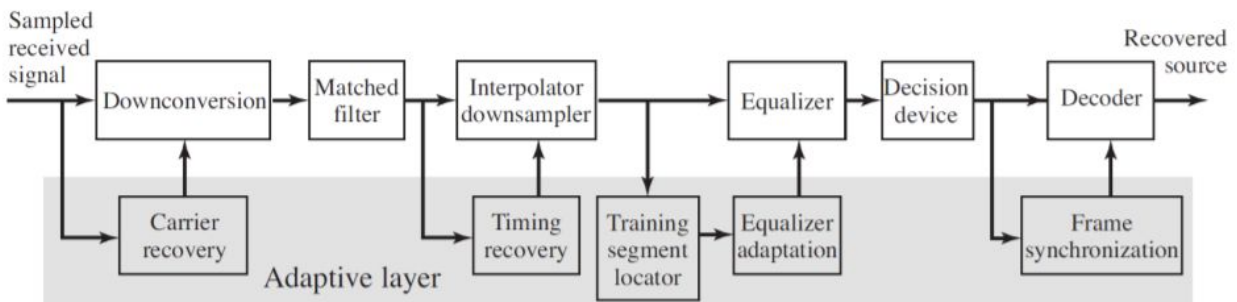 Sampled
received
signal
Downconversion
Matched
filter
Interpolator
downsampler
Equalizer
Decision
device
Decoder
Recovered
source
Carrier
recovery
Timing
recovery
Training
segment
locator
Equalizer
adaptation
Frame
synchronization
Adaptive layer